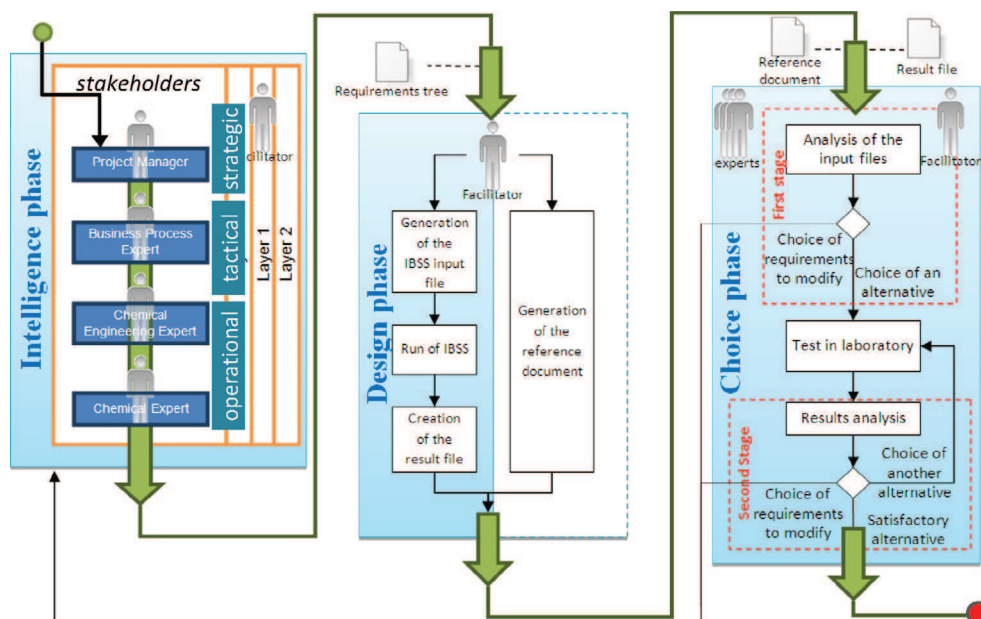 Intelligence phase
stakeholders
Project Manager
Business Process
Expert
Chemical
Engineering Expert
Chemical Expert
strategic
tactical
operational
cilitator
Layer 1
Layer 2
Requirements tree
Design phase
Facilitator
Generation
of the
IBSS input
file
Run of IBSS
Creation
of the
result file
Generation
of the
reference
document
Reference
document
Result file
Choice phase
experts
Facilitator
First stage
Analysis of the
input files
Choice of
requirements
to modify
Choice of an
alternative
Test in laboratory
Second Stage
Results analysis
Choice of
another
alternative
Choice of
requirements
to modify
Satisfactory
alternative